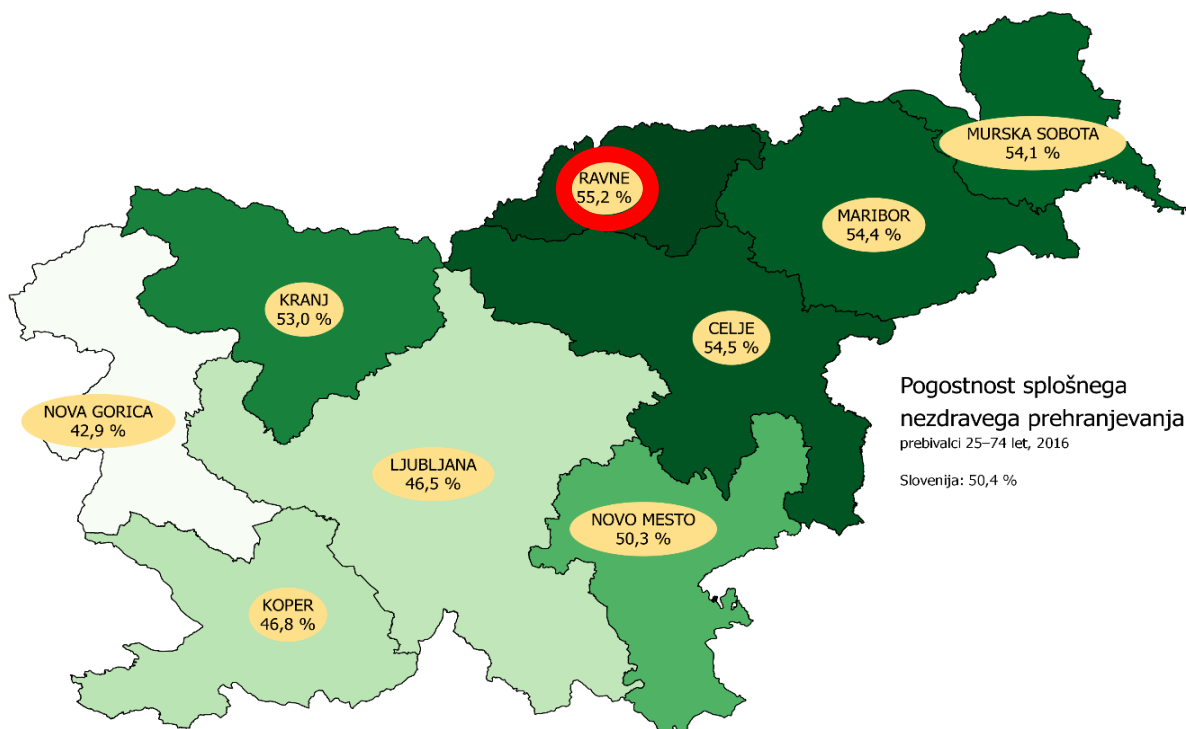 MURSKA SOBOTA
54,1 %
RAVNE
55,2 %
MARIBOR
54,4 %
KRANJ
53,0 %
CELJE
54,5 %
NOVA GORICA
42,9 %
LJUBLJANA
46,5 %
NOVO MESTO
50,3 %
KOPER
46,8 %
Pogostnost splošnega
nezdravega prehranjevanja
prebivalci 25–74 let, 2016
Slovenija: 50,4 %